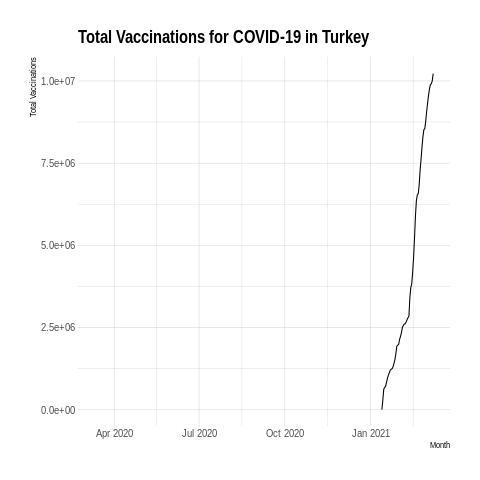 Total Vaccinations for COVID-19 in Turkey
Total Vaccinations
1.0e+07
7.5e+06
5.0e+06
2.5e+06
0.0e+00
Apr 2020 Jul 2020 Oct 2020 Jan 2021
Month